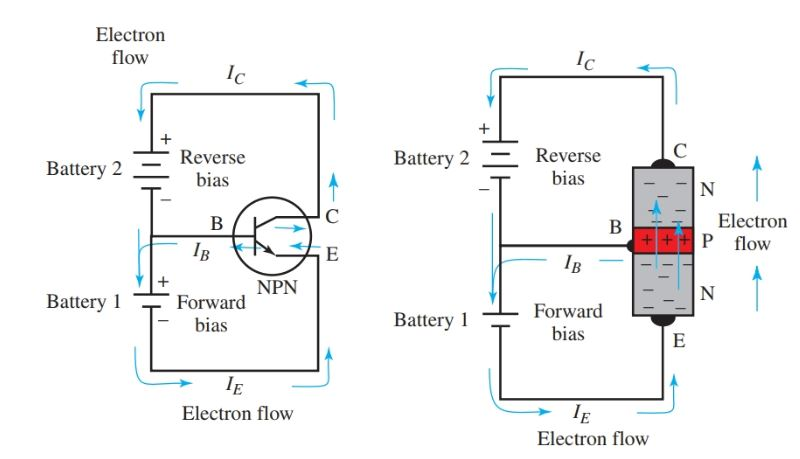 Electron
flow
I_C
+
Battery 2
Reverse
bias
−
B
C
I_B
E
NPN
+
Battery 1
Forward
bias
−
I_E
Electron flow
I_C
+
Battery 2
Reverse
bias
−
C
N
B
+ + +
P
Electron
flow
I_B
N
Battery 1
Forward
bias
E
I_E
Electron flow